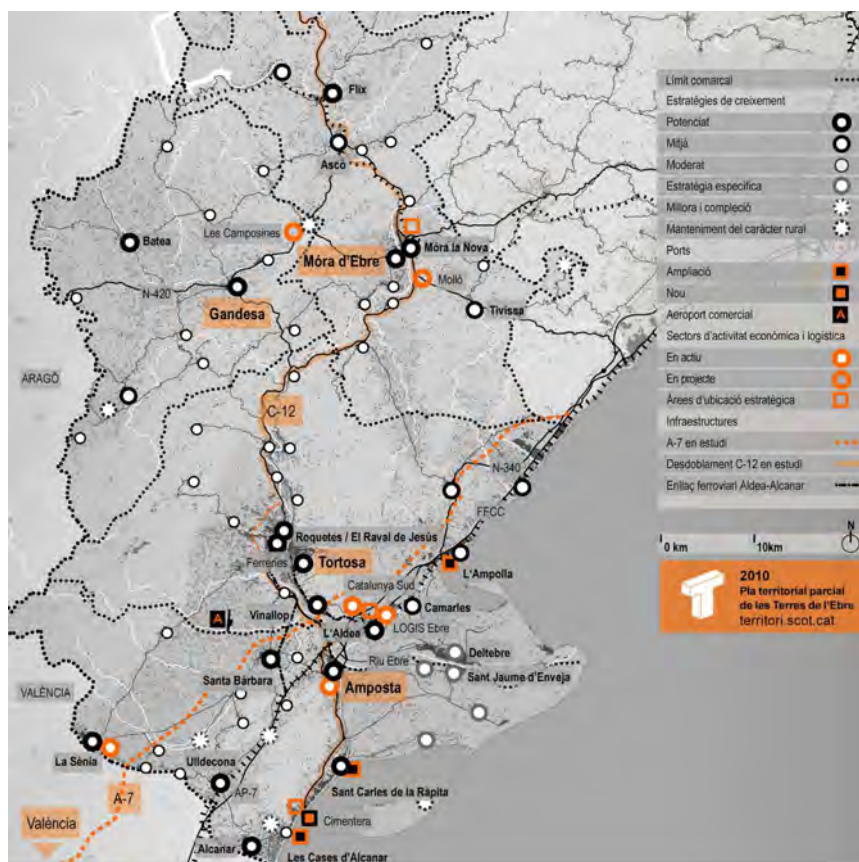 Flix
Ascó
Les Camposines
Batea
Móra d'Ebre
Móra la Nova
Molló
N-420
Gandesa
Tivissa
ARAGÓ
C-12
N-340
FFCC
Roquetes / El Raval de Jesús
Ferreries
Tortosa
L'Ampolla
Catalunya Sud
A
Vinallop
Camarles
L'Aldea
LOGIS Ebre
Riu Ebre
Deltebre
Santa Bàrbara
Sant Jaume d'Enveja
VALÈNCIA
Amposta
La Sénia
Ulldecona
A-7
AP-7
Sant Carles de la Ràpita
València
Cimentera
Alcanar
Les Cases d'Alcanar
Límit comarcal
Estratègies de creixement
Potenciat
Mitjà
Moderat
Estratègia específica
Millora i compleció
Manteniment del caràcter rural
Ports
Ampliació
Nou
Aeroport comercial A
Sectors d'activitat econòmica i logística
En actiu
En projecte
Àrees d'ubicació estratègica
Infraestructures
A-7 en estudi
Desdoblament C-12 en estudi
Enllaç ferroviari Aldea-Alcanar
N
0 km 10km
2010
Pla territorial parcial
de les Terres de l'Ebre
territori.scot.cat